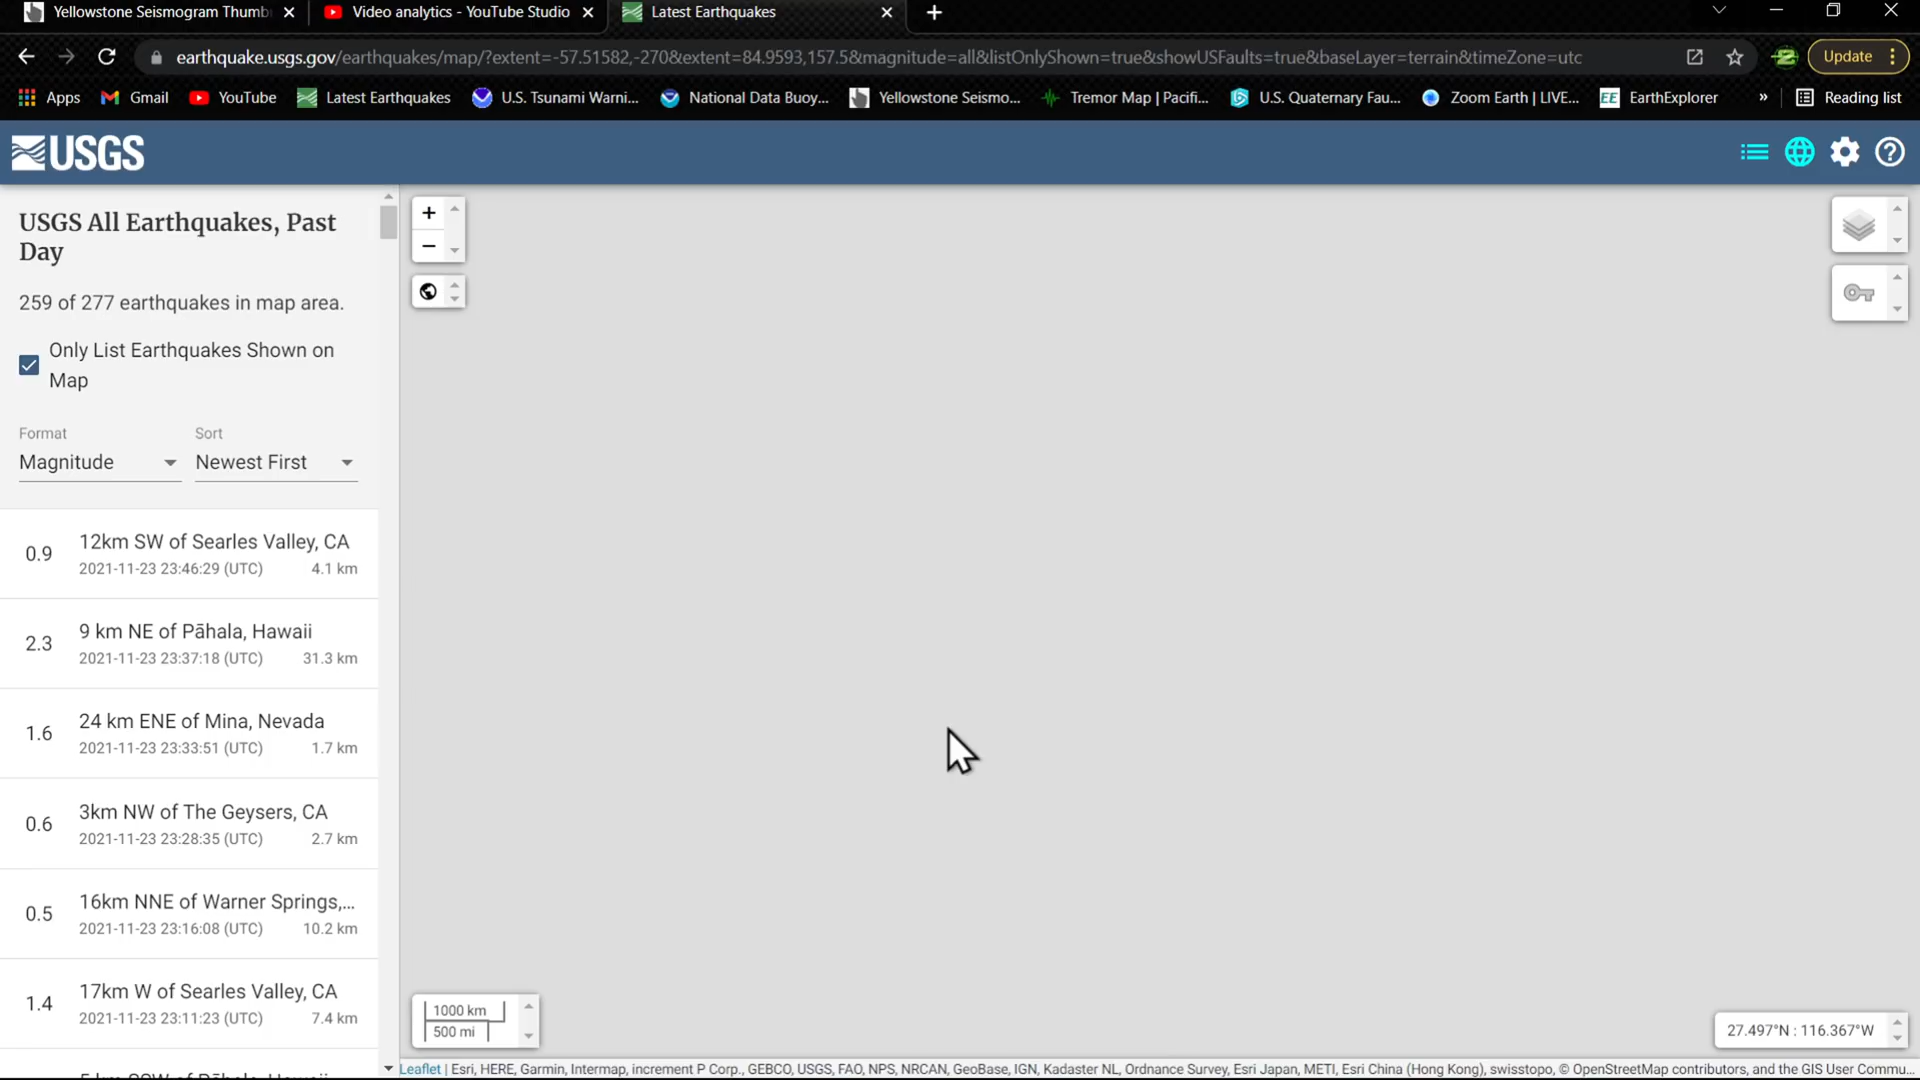 Yellowstone Seismogram Thumb
Video analytics - YouTube Studio
Latest Earthquakes
earthquake.usgs.gov/earthquakes/map/?extent=-57.51582,-270&extent=84.9593,157.5&magnitude=all&listOnlyShown=true&showUSFaults=true&baseLayer=terrain&timeZone=utc
Update
Apps
Gmail
YouTube
Latest Earthquakes
U.S. Tsunami Warni...
National Data Buoy...
Yellowstone Seismo...
Tremor Map | Pacifi...
U.S. Quaternary Fau...
Zoom Earth | LIVE...
EE EarthExplorer
»
Reading list
USGS
USGS All Earthquakes, Past
Day
259 of 277 earthquakes in map area.
Only List Earthquakes Shown on
Map
Format
Sort
Magnitude
Newest First
0.9
12km SW of Searles Valley, CA
2021-11-23 23:46:29 (UTC) 4.1 km
2.3
9 km NE of Pāhala, Hawaii
2021-11-23 23:37:18 (UTC) 31.3 km
1.6
24 km ENE of Mina, Nevada
2021-11-23 23:33:51 (UTC) 1.7 km
0.6
3km NW of The Geysers, CA
2021-11-23 23:28:35 (UTC) 2.7 km
0.5
16km NNE of Warner Springs,...
2021-11-23 23:16:08 (UTC) 10.2 km
1.4
17km W of Searles Valley, CA
2021-11-23 23:11:23 (UTC) 7.4 km
+
−
1000 km
500 mi
27.497°N : 116.367°W
Leaflet | Esri, HERE, Garmin, Intermap, increment P Corp., GEBCO, USGS, FAO, NPS, NRCAN, GeoBase, IGN, Kadaster NL, Ordnance Survey, Esri Japan, METI, Esri China (Hong Kong), swisstopo, © OpenStreetMap contributors, and the GIS User Commu...